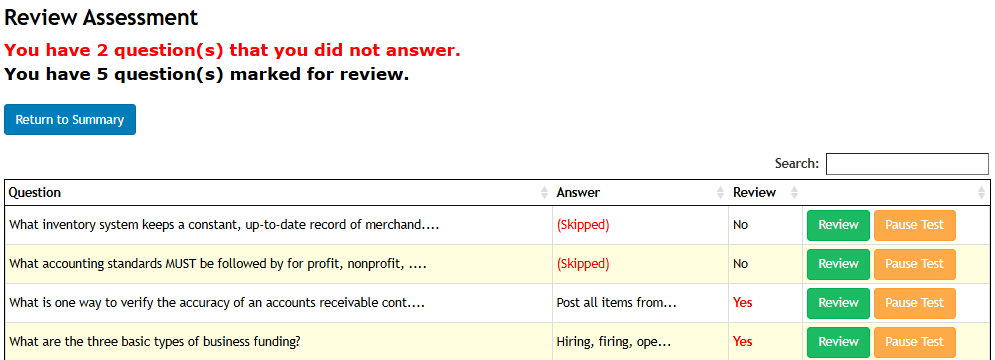 Review Assessment
You have 2 question(s) that you did not answer.
You have 5 question(s) marked for review.
Return to Summary
Search:
Question Answer Review
What inventory system keeps a constant, up-to-date record of merchand.... (Skipped) No Review Pause Test
What accounting standards MUST be followed by for profit, nonprofit, .... (Skipped) No Review Pause Test
What is one way to verify the accuracy of an accounts receivable cont.... Post all items from... Yes Review Pause Test
What are the three basic types of business funding? Hiring, firing, ope... Yes Review Pause Test